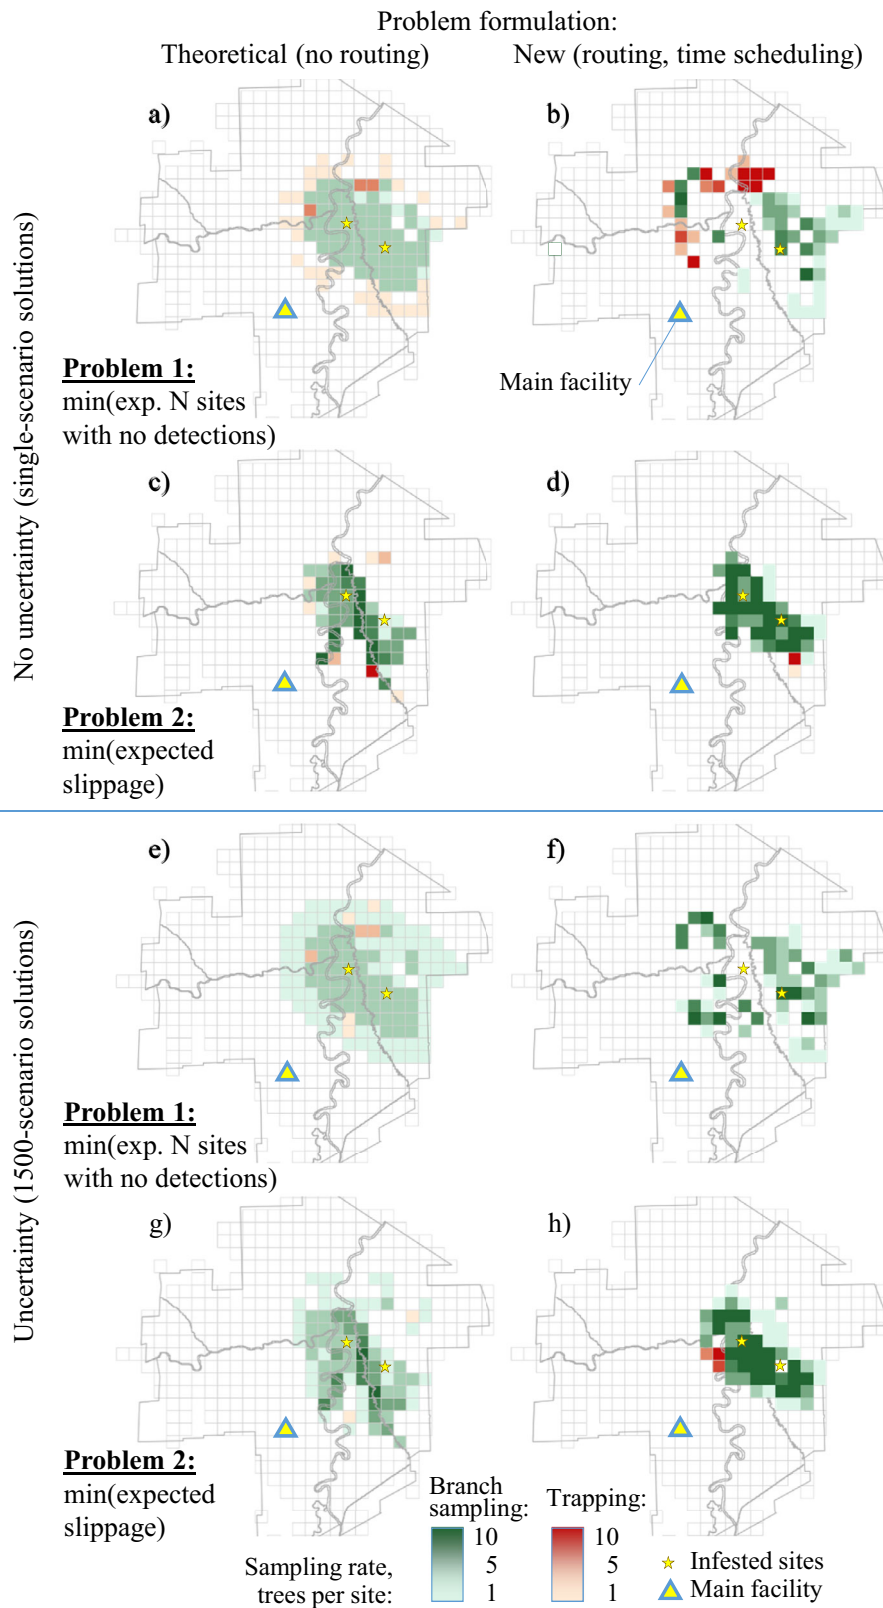 Problem formulation:
Theoretical (no routing)
New (routing, time scheduling)
No uncertainty (single-scenario solutions)
a)
b)
Main facility
Problem 1:
min(exp. N sites
with no detections)
c)
d)
Problem 2:
min(expected
slippage)
Uncertainty (1500-scenario solutions)
e)
f)
Problem 1:
min(exp. N sites
with no detections)
g)
h)
Problem 2:
min(expected
slippage)
Sampling rate,
trees per site:
Branch
sampling:
10
5
1
Trapping:
10
5
1
Infested sites
Main facility